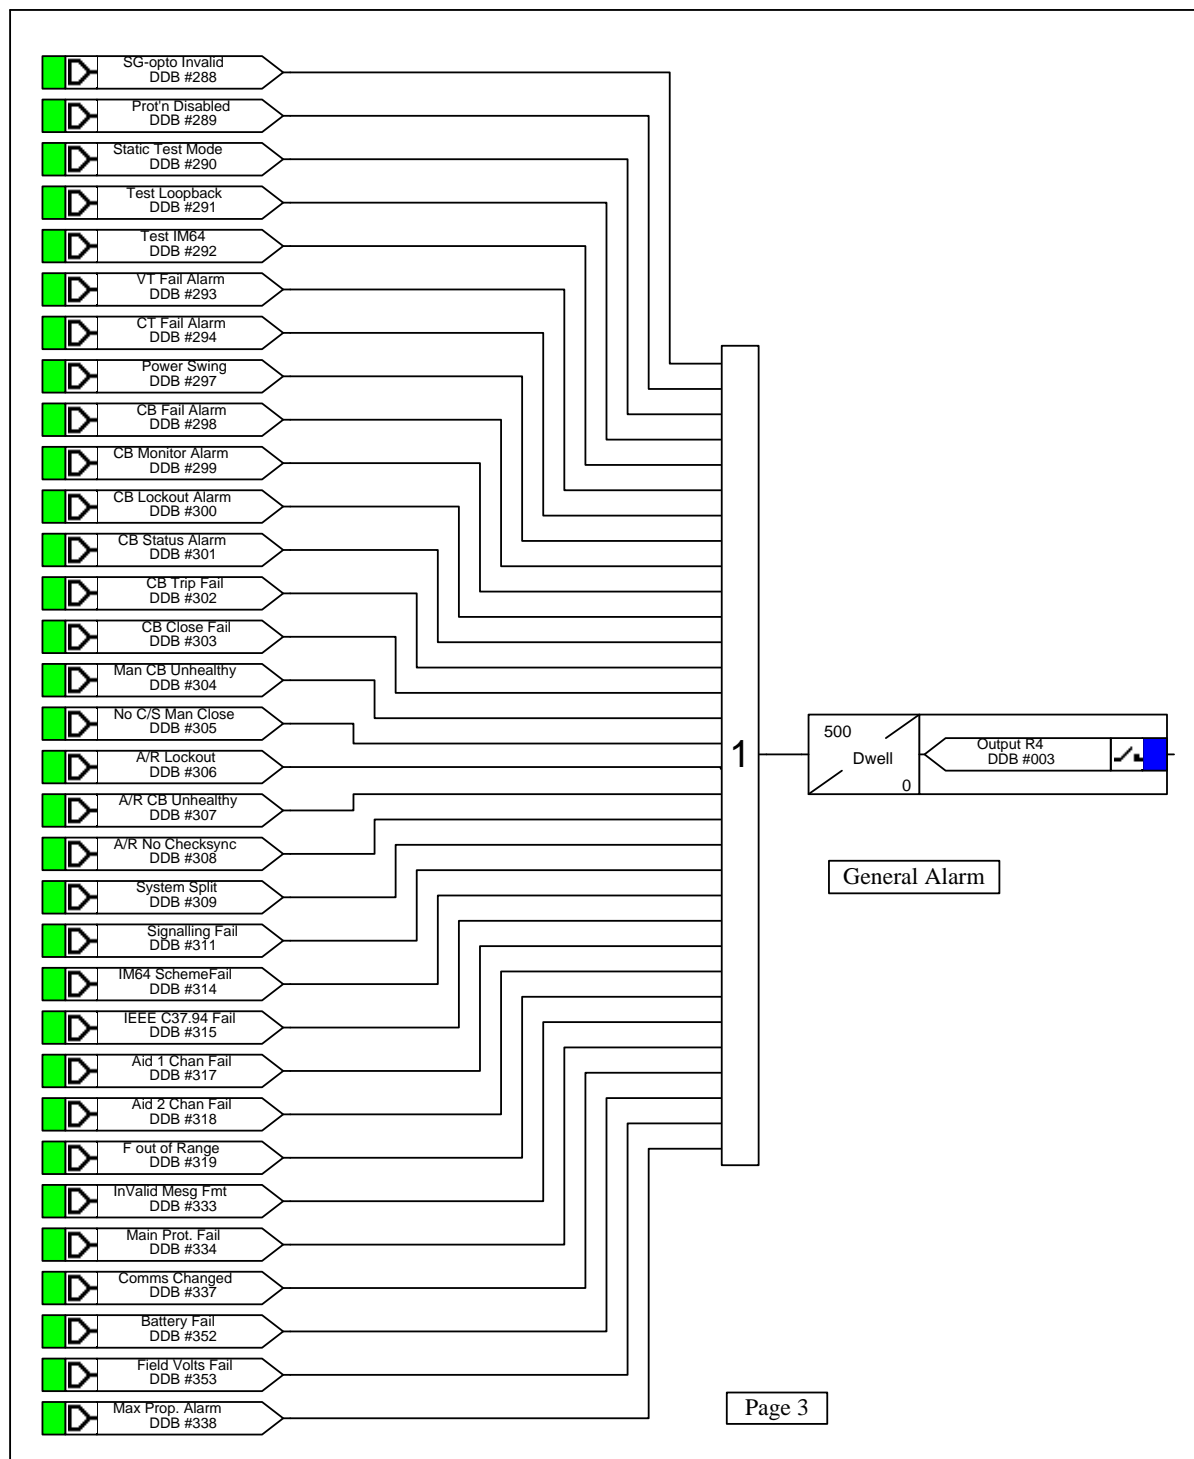 SG-opto Invalid
DDB #288
Prot'n Disabled
DDB #289
Static Test Mode
DDB #290
Test Loopback
DDB #291
Test IM64
DDB #292
VT Fail Alarm
DDB #293
CT Fail Alarm
DDB #294
Power Swing
DDB #297
CB Fail Alarm
DDB #298
CB Monitor Alarm
DDB #299
CB Lockout Alarm
DDB #300
CB Status Alarm
DDB #301
CB Trip Fail
DDB #302
CB Close Fail
DDB #303
Man CB Unhealthy
DDB #304
No C/S Man Close
DDB #305
A/R Lockout
DDB #306
A/R CB Unhealthy
DDB #307
A/R No Checksync
DDB #308
System Split
DDB #309
Signalling Fail
DDB #311
IM64 SchemeFail
DDB #314
IEEE C37.94 Fail
DDB #315
Aid 1 Chan Fail
DDB #317
Aid 2 Chan Fail
DDB #318
F out of Range
DDB #319
InValid Mesg Fmt
DDB #333
Main Prot. Fail
DDB #334
Comms Changed
DDB #337
Battery Fail
DDB #352
Field Volts Fail
DDB #353
Max Prop. Alarm
DDB #338
1
500
Dwell
0
Output R4
DDB #003
General Alarm
Page 3